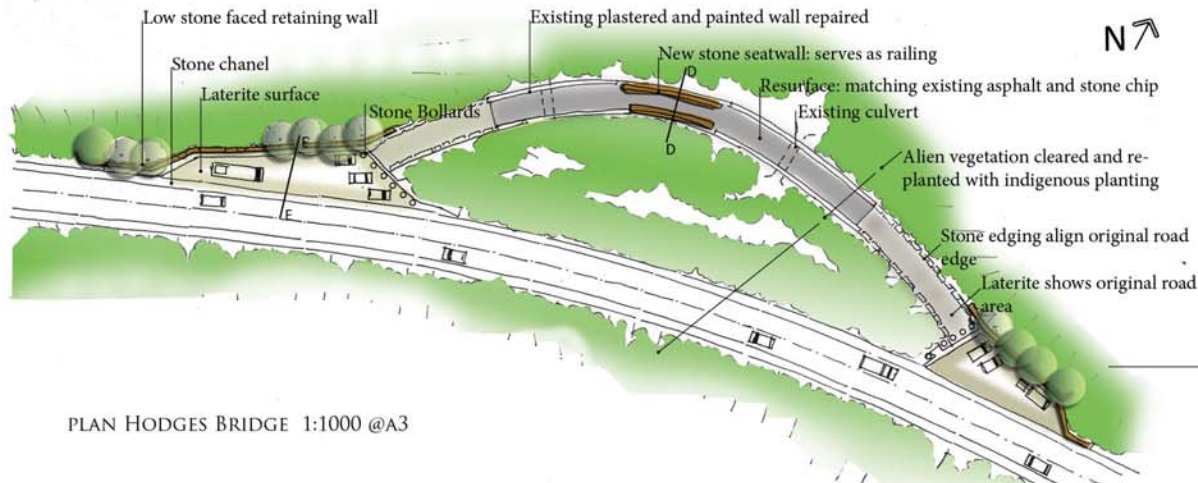 Low stone faced retaining wall
Existing plastered and painted wall repaired
N
New stone seatwall: serves as railing
Stone chanel
D
Resurface: matching existing asphalt and stone chip
Laterite surface
Stone Bollards
Existing culvert
E
D
Alien vegetation cleared and re-
planted with indigenous planting
E
Stone edging align original road
edge
Laterite shows original road
area
PLAN HODGES BRIDGE 1:1000 @A3